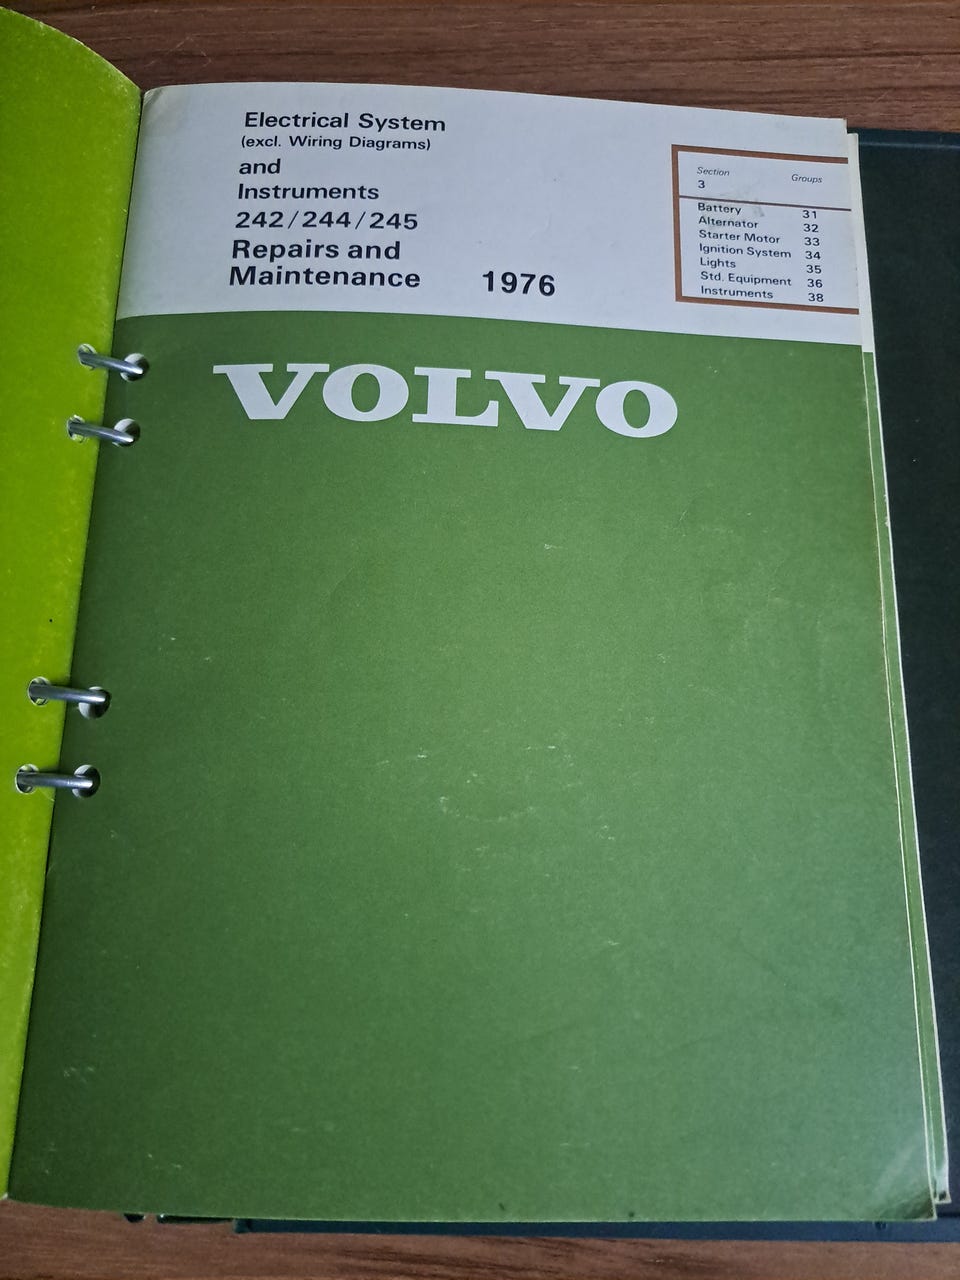 Electrical System
(excl. Wiring Diagrams)
and
Instruments
242/244/245
Repairs and
Maintenance 1976
Section Groups
3
Battery 31
Alternator 32
Starter Motor 33
Ignition System 34
Lights 35
Std. Equipment 36
Instruments 38
VOLVO